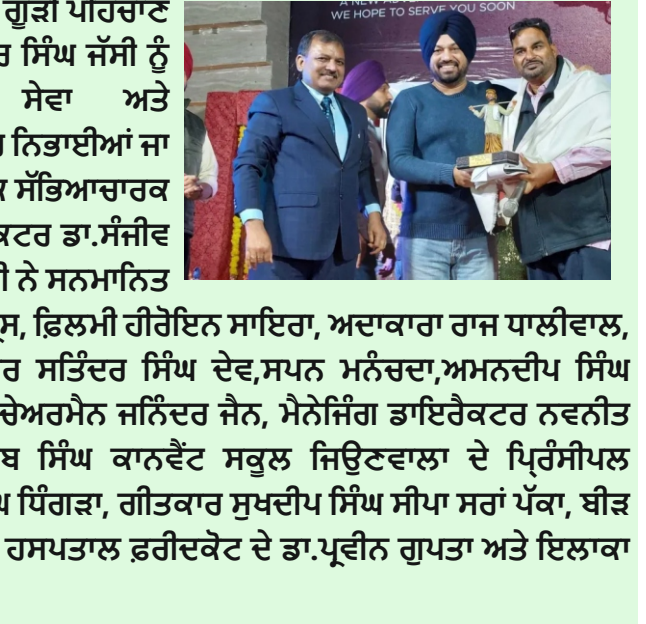 ਗੂੜੀ ਪਹਿਚਾਣ
ਸਿੰਘ ਜੱਸੀ ਨੂੰ
ਸੇਵਾ ਅਤੇ
ਨਿਭਾਈਆਂ ਜਾ
ਸੱਭਿਆਚਾਰਕ
ਡਾ.ਸੰਜੀਵ
ਨੇ ਸਨਮਾਨਿਤ
WE HOPE TO SERVE YOU SOON
ਫ਼ਿਲਮੀ ਹੀਰੋਇਨ ਸਾਇਰਾ, ਅਦਾਕਾਰਾ ਰਾਜ ਧਾਲੀਵਾਲ,
ਰ ਸਤਿੰਦਰ ਸਿੰਘ ਦੇਵ,ਸਪਨ ਮਨੰਚਦਾ,ਅਮਨਦੀਪ ਸਿੰਘ
ਚੇਅਰਮੈਨ ਜਨਿੰਦਰ ਜੈਨ, ਮੈਨੇਜਿੰਗ ਡਾਇਰੈਕਟਰ ਨਵਨੀਤ
ਬ ਸਿੰਘ ਕਾਨਵੈਂਟ ਸਕੂਲ ਜਿਉਣਵਾਲਾ ਦੇ ਪ੍ਰਿੰਸੀਪਲ
ਧਿੰਗੜਾ, ਗੀਤਕਾਰ ਸੁਖਦੀਪ ਸਿੰਘ ਸੀਪਾ ਸਰਾਂ ਪੱਕਾ, ਬੀੜ
ਹਸਪਤਾਲ ਫ਼ਰੀਦਕੋਟ ਦੇ ਡਾ.ਪ੍ਰਵੀਨ ਗੁਪਤਾ ਅਤੇ ਇਲਾਕਾ